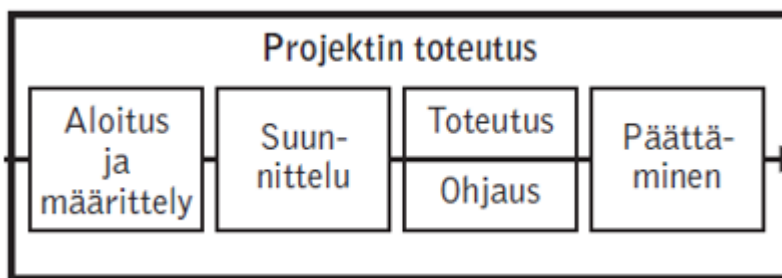 Projektin toteutus
Aloitus
ja
määrittely
Suun-
nittelu
Toteutus
Ohjaus
Päättä-
minen